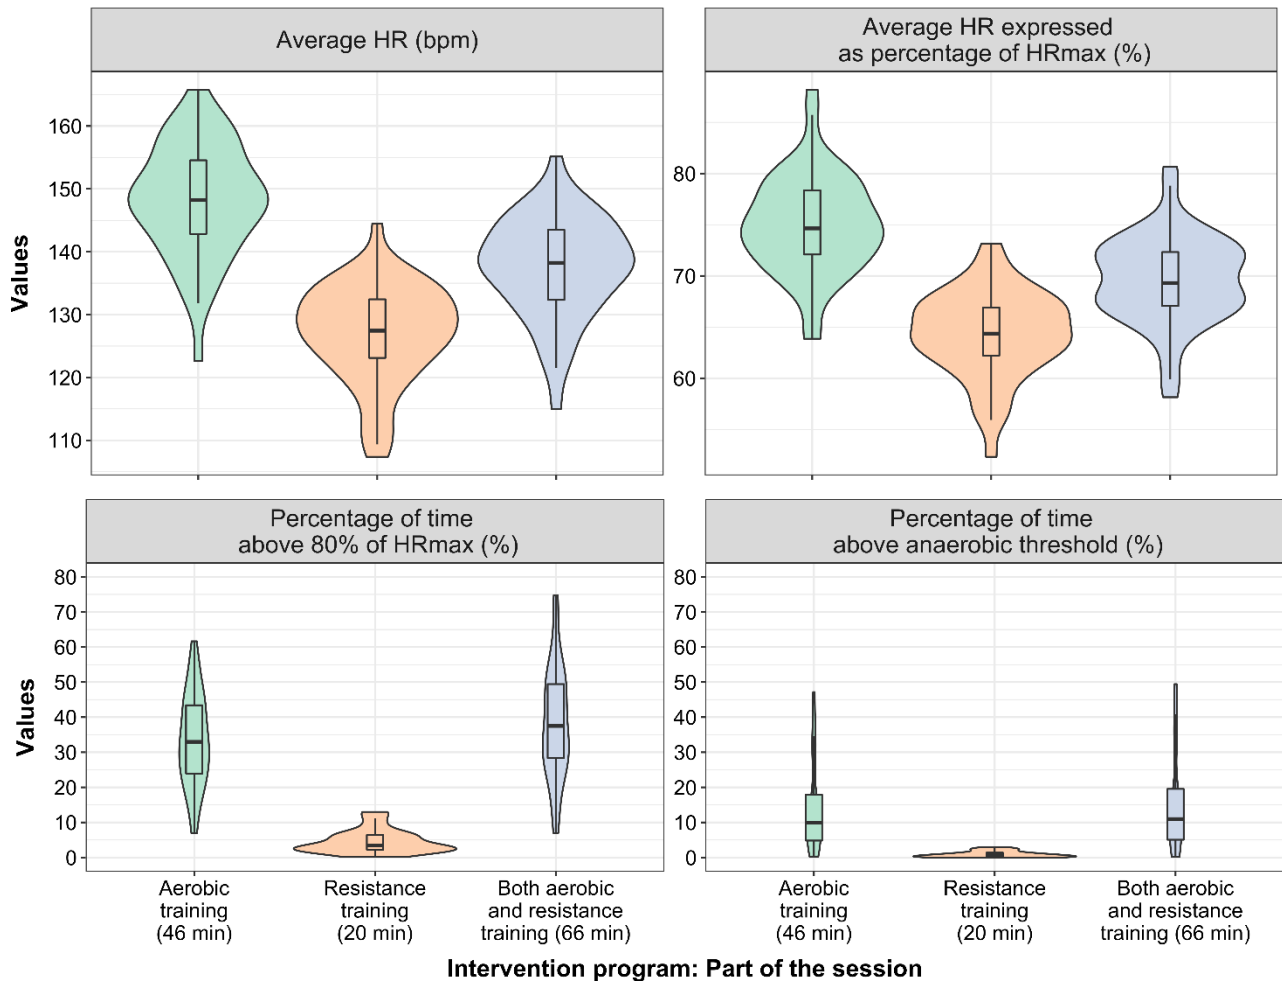 Average HR (bpm)
Average HR expressed
as percentage of HRmax (%)
Values
160
150
140
130
120
110
80
70
60
Percentage of time
above 80% of HRmax (%)
Percentage of time
above anaerobic threshold (%)
Values
80
70
60
50
40
30
20
10
0
80
70
60
50
40
30
20
10
0
Aerobic
training
(46 min)
Resistance
training
(20 min)
Both aerobic
and resistance
training (66 min)
Aerobic
training
(46 min)
Resistance
training
(20 min)
Both aerobic
and resistance
training (66 min)
Intervention program: Part of the session